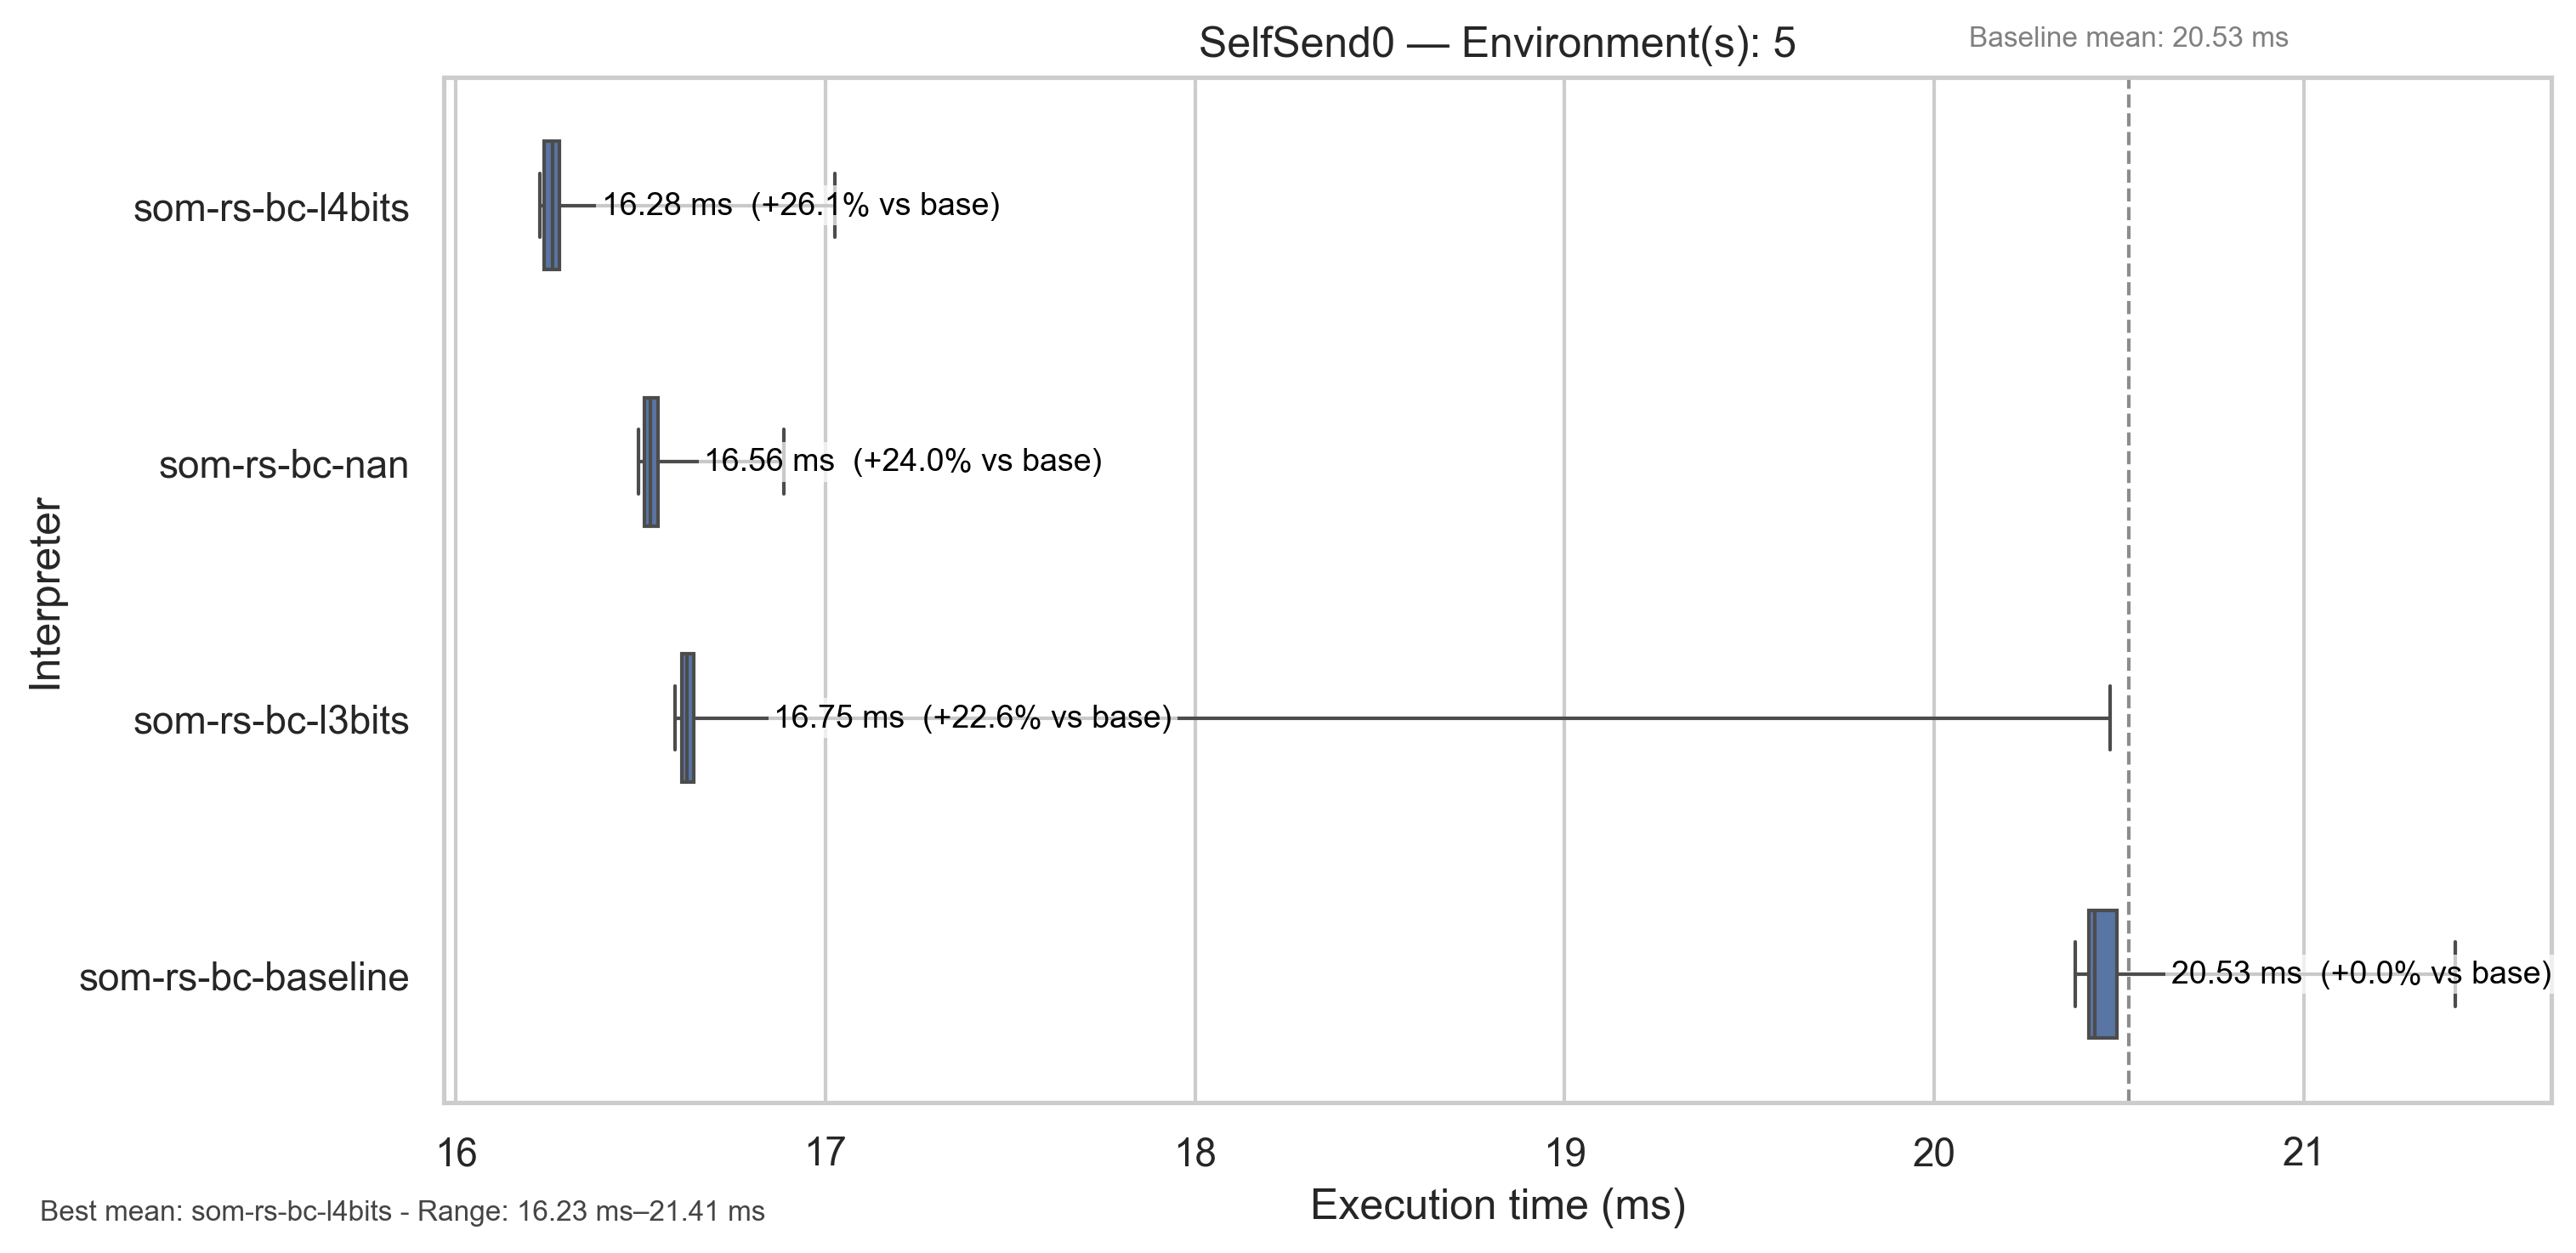 SelfSend0 — Environment(s): 5
Baseline mean: 20.53 ms
Interpreter
som-rs-bc-l4bits
16.28 ms  (+26.1% vs base)
som-rs-bc-nan
16.56 ms  (+24.0% vs base)
som-rs-bc-l3bits
16.75 ms  (+22.6% vs base)
som-rs-bc-baseline
20.53 ms  (+0.0% vs base)
16 17 18 19 20 21
Execution time (ms)
Best mean: som-rs-bc-l4bits - Range: 16.23 ms–21.41 ms